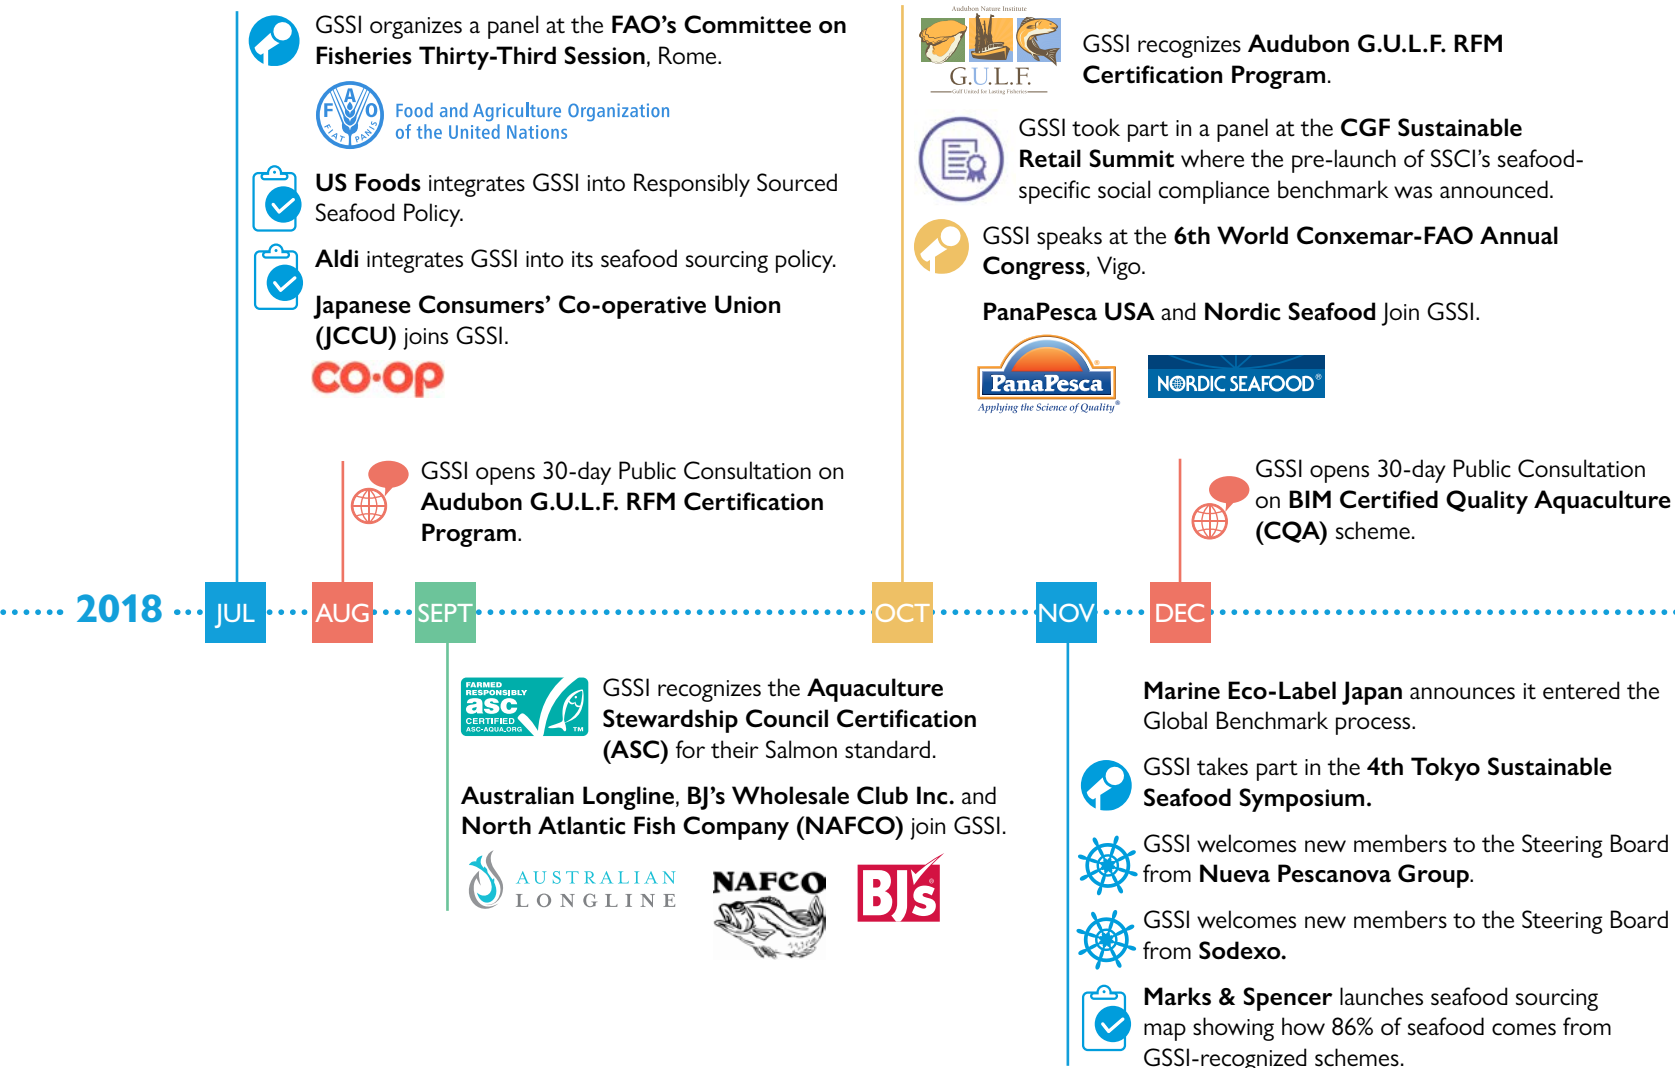 GSSI organizes a panel at the FAO's Committee on
Fisheries Thirty-Third Session, Rome.
F A O
FIAT PANIS
Food and Agriculture Organization
of the United Nations
US Foods integrates GSSI into Responsibly Sourced
Seafood Policy.
Aldi integrates GSSI into its seafood sourcing policy.
Japanese Consumers' Co-operative Union
(JCCU) joins GSSI.
CO·OP
GSSI opens 30-day Public Consultation on
Audubon G.U.L.F. RFM Certification
Program.
Audubon Nature Institute
G.U.L.F.
Gulf United for Lasting Fisheries
GSSI recognizes Audubon G.U.L.F. RFM
Certification Program.
GSSI took part in a panel at the CGF Sustainable
Retail Summit where the pre-launch of SSCI's seafood-
specific social compliance benchmark was announced.
GSSI speaks at the 6th World Conxemar-FAO Annual
Congress, Vigo.
PanaPesca USA and Nordic Seafood Join GSSI.
PanaPesca®
Applying the Science of Quality®
NORDIC SEAFOOD®
GSSI opens 30-day Public Consultation
on BIM Certified Quality Aquaculture
(CQA) scheme.
2018 JUL AUG SEPT OCT NOV DEC
FARMED
RESPONSIBLY
asc
CERTIFIED
ASC-AQUA.ORG TM
GSSI recognizes the Aquaculture
Stewardship Council Certification
(ASC) for their Salmon standard.
Australian Longline, BJ's Wholesale Club Inc. and
North Atlantic Fish Company (NAFCO) join GSSI.
AUSTRALIAN
LONGLINE
NAFCO
BJ's®
Marine Eco-Label Japan announces it entered the
Global Benchmark process.
GSSI takes part in the 4th Tokyo Sustainable
Seafood Symposium.
GSSI welcomes new members to the Steering Board
from Nueva Pescanova Group.
GSSI welcomes new members to the Steering Board
from Sodexo.
Marks & Spencer launches seafood sourcing
map showing how 86% of seafood comes from
GSSI-recognized schemes.